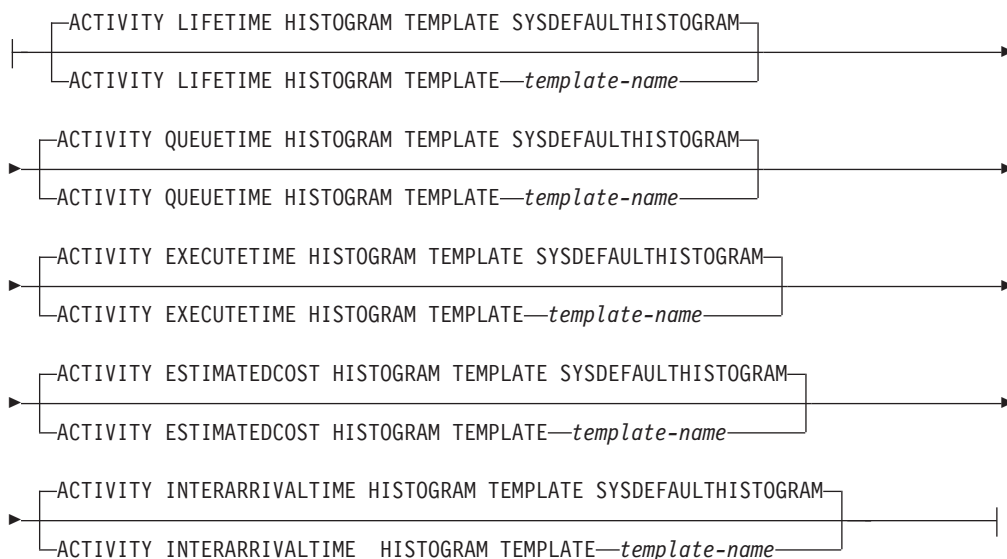 ACTIVITY LIFETIME HISTOGRAM TEMPLATE SYSDEFAULTHISTOGRAM
ACTIVITY LIFETIME HISTOGRAM TEMPLATE template-name
ACTIVITY QUEUETIME HISTOGRAM TEMPLATE SYSDEFAULTHISTOGRAM
ACTIVITY QUEUETIME HISTOGRAM TEMPLATE template-name
ACTIVITY EXECUTETIME HISTOGRAM TEMPLATE SYSDEFAULTHISTOGRAM
ACTIVITY EXECUTETIME HISTOGRAM TEMPLATE template-name
ACTIVITY ESTIMATEDCOST HISTOGRAM TEMPLATE SYSDEFAULTHISTOGRAM
ACTIVITY ESTIMATEDCOST HISTOGRAM TEMPLATE template-name
ACTIVITY INTERARRIVALTIME HISTOGRAM TEMPLATE SYSDEFAULTHISTOGRAM
ACTIVITY INTERARRIVALTIME HISTOGRAM TEMPLATE template-name